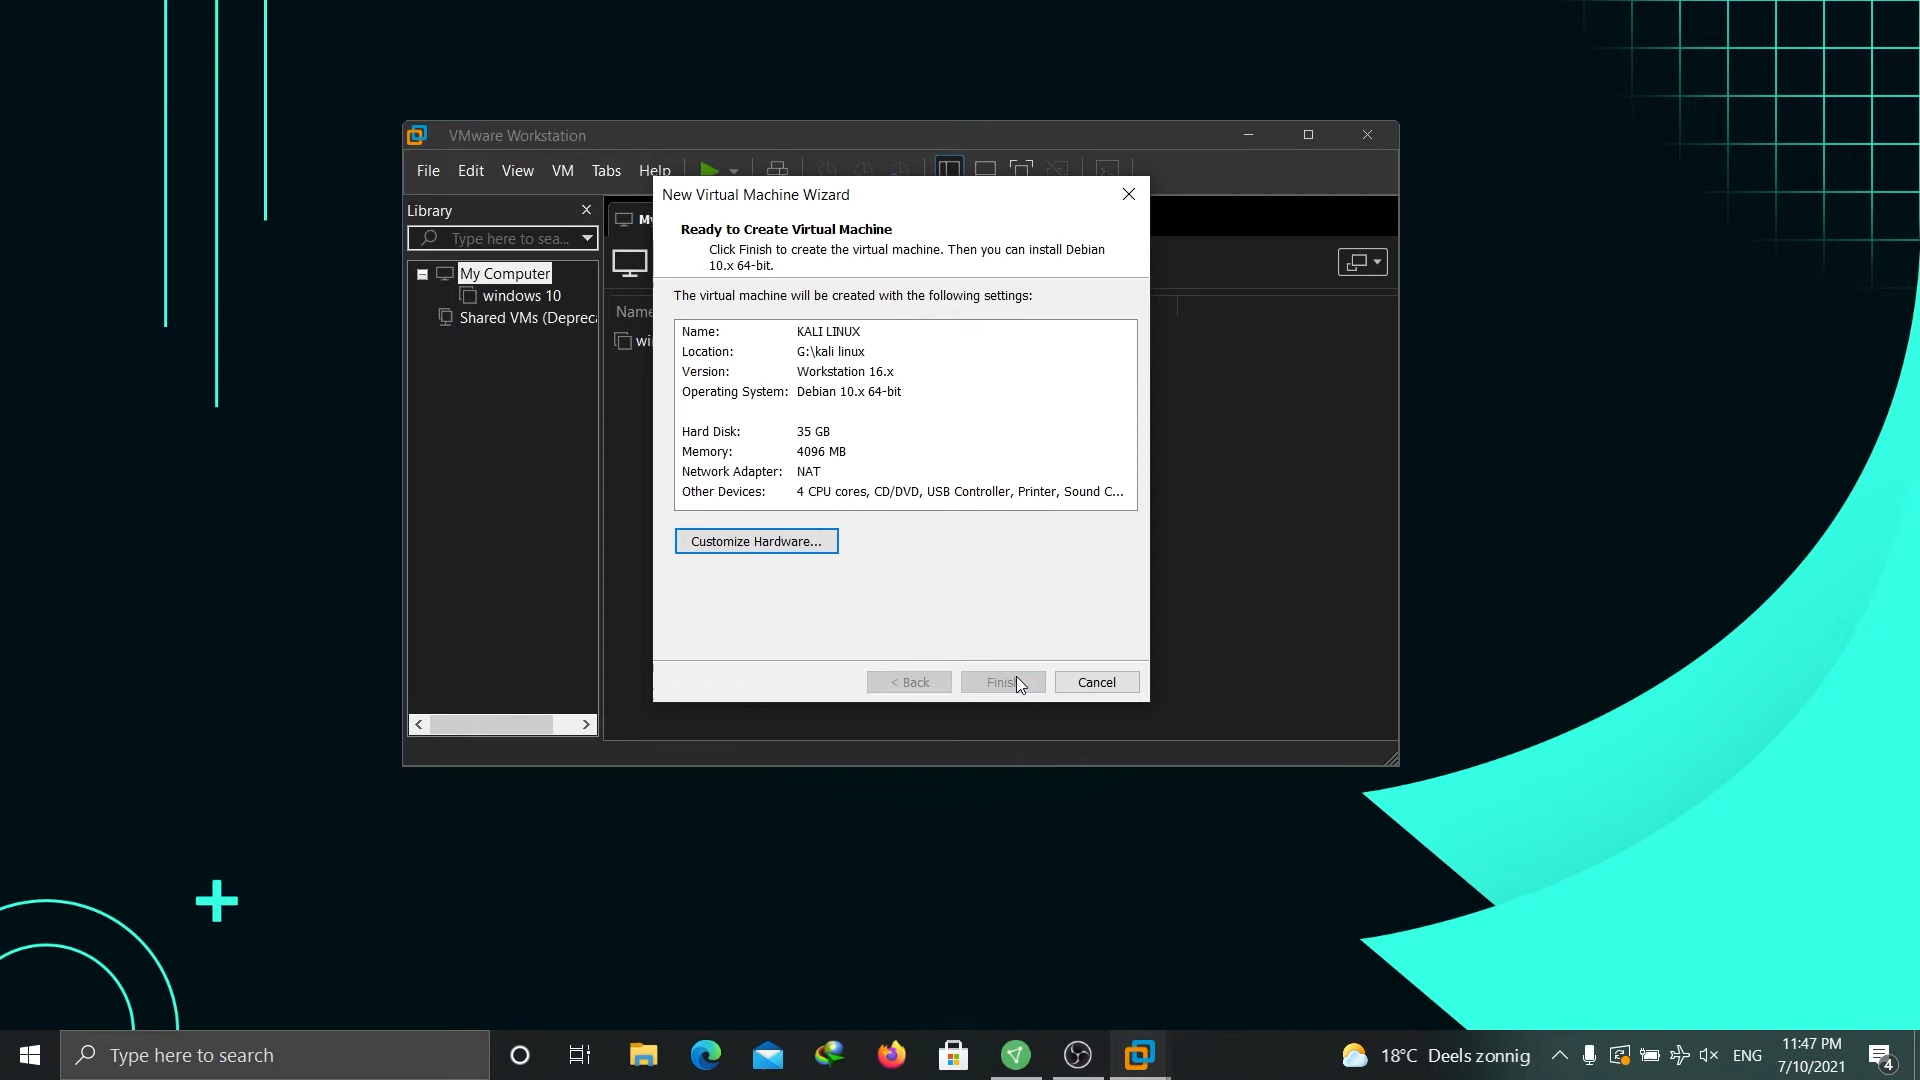 VMware Workstation
File Edit View VM Tabs Help
Library
Type here to sea...
My Computer
windows 10
Shared VMs (Depreca
My
Name
wi
New Virtual Machine Wizard
Ready to Create Virtual Machine
Click Finish to create the virtual machine. Then you can install Debian
10.x 64-bit.
The virtual machine will be created with the following settings:
Name: KALI LINUX
Location: G:\kali linux
Version: Workstation 16.x
Operating System: Debian 10.x 64-bit
Hard Disk: 35 GB
Memory: 4096 MB
Network Adapter: NAT
Other Devices: 4 CPU cores, CD/DVD, USB Controller, Printer, Sound C...
Customize Hardware...
< Back Finish Cancel
Type here to search
18°C Deels zonnig
ENG
11:47 PM
7/10/2021
4